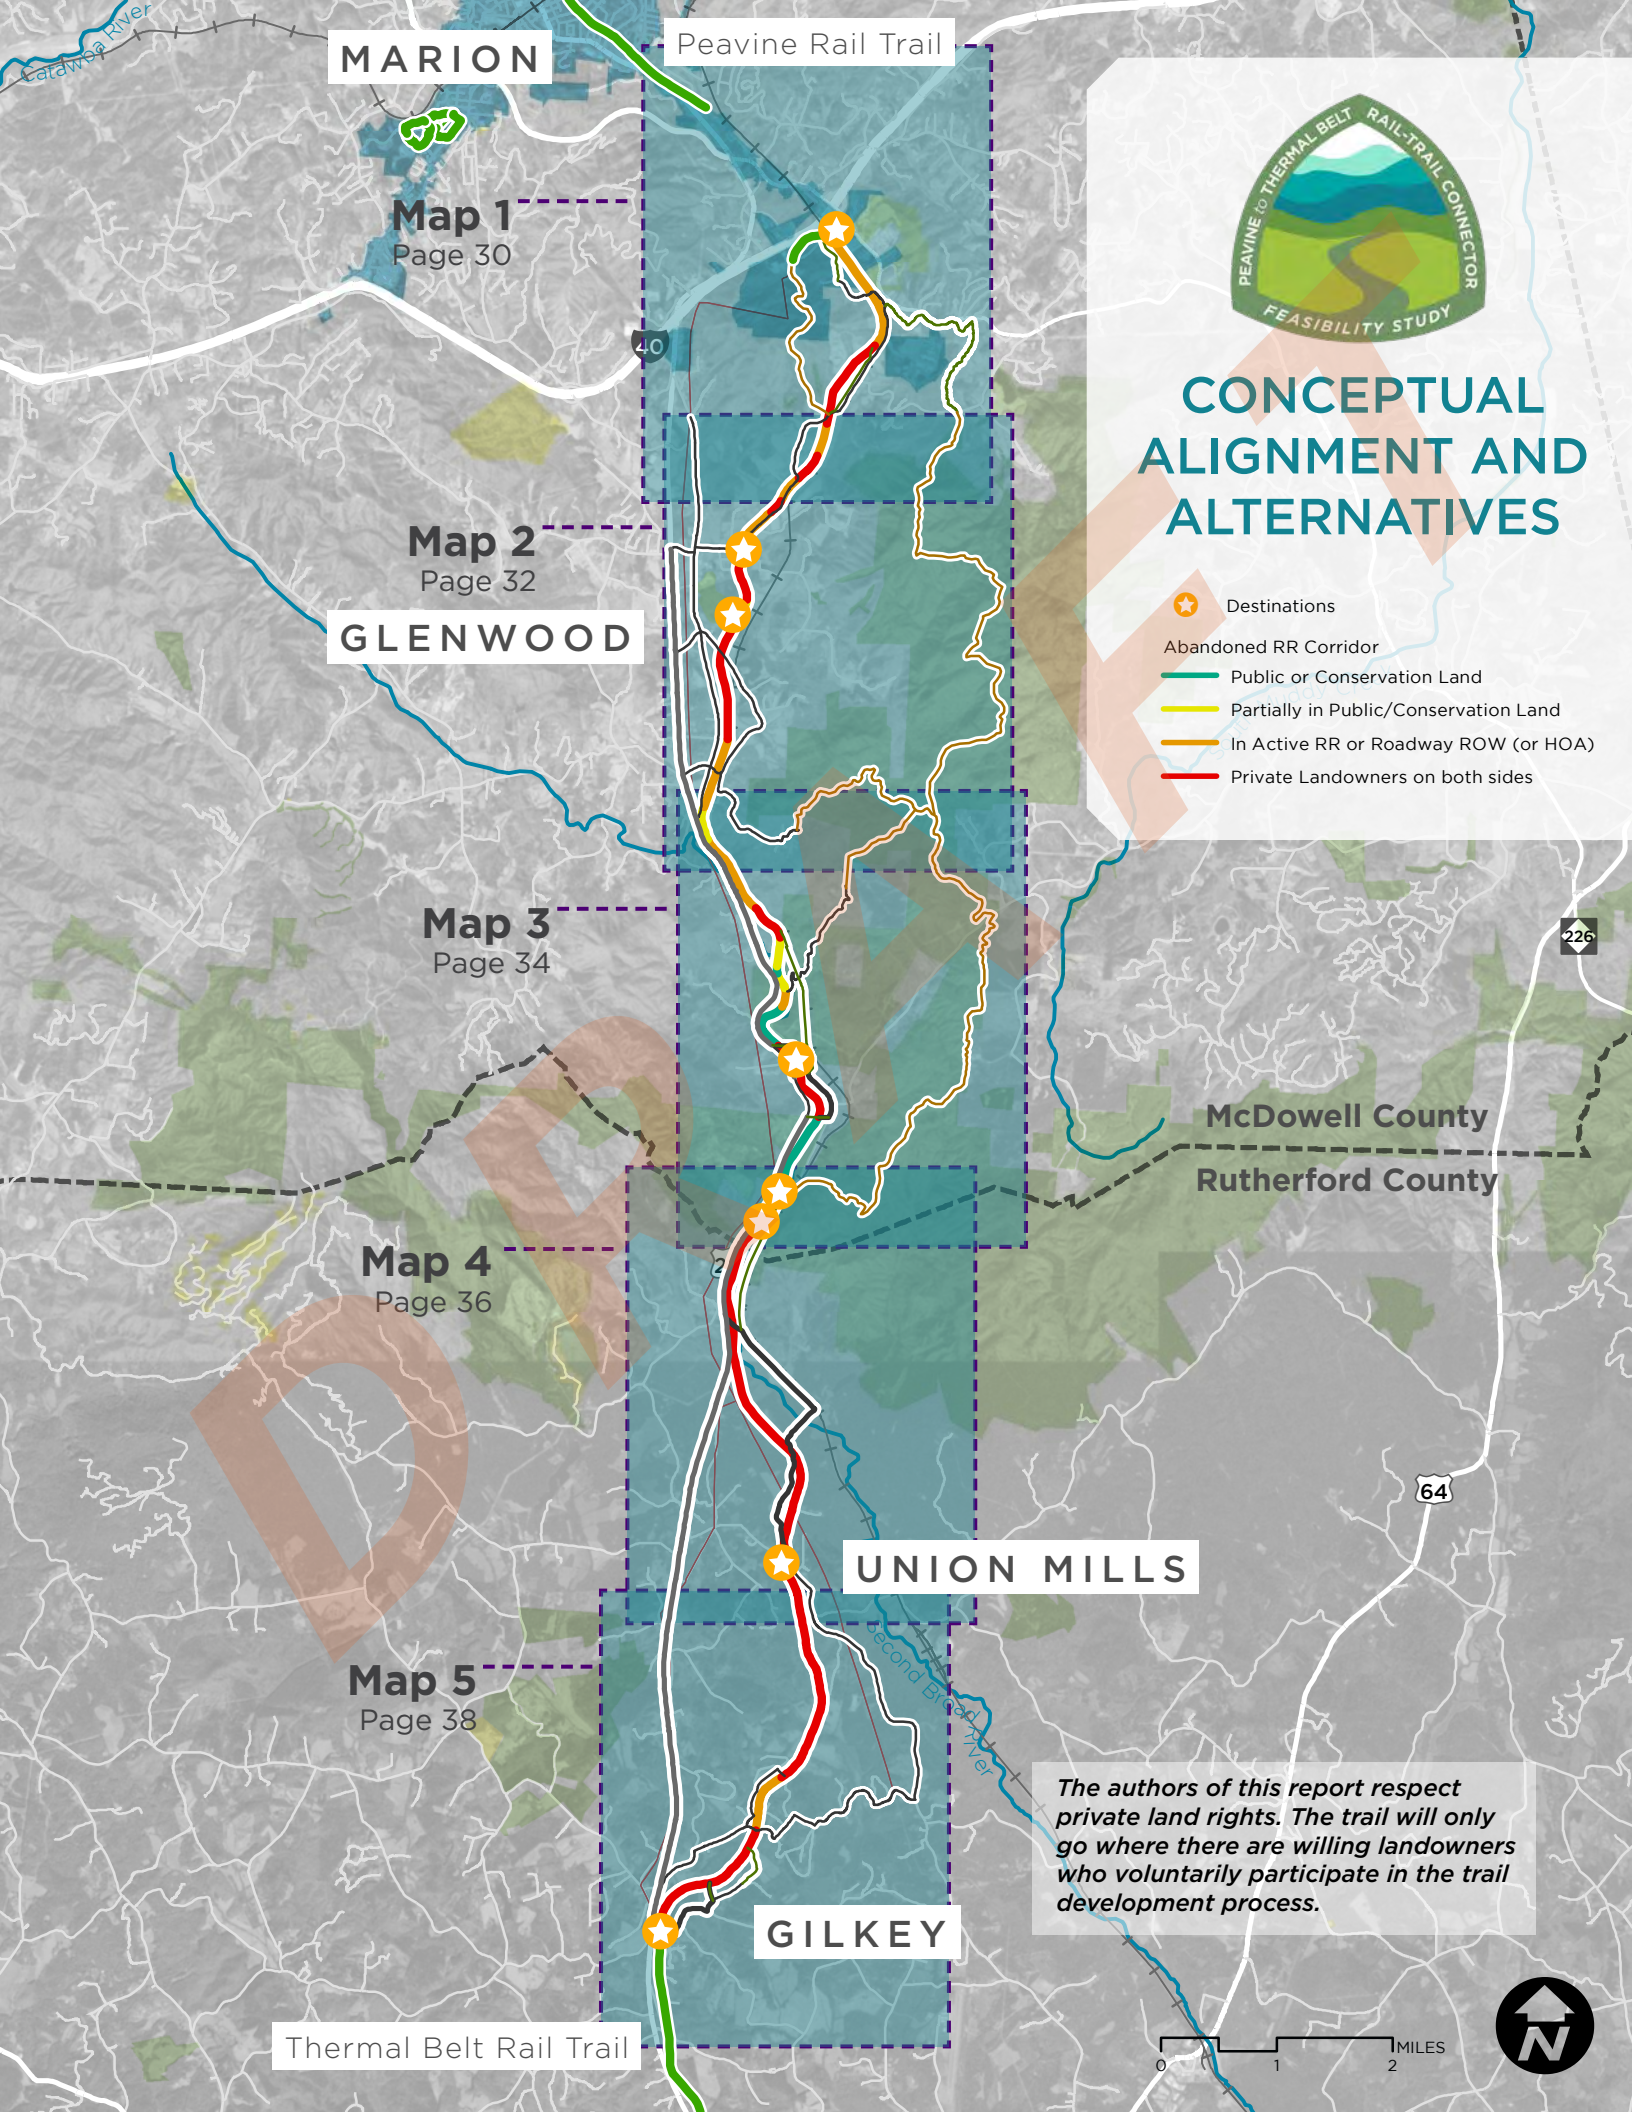 Catawba River
MARION
Peavine Rail Trail
PEAVINE to THERMAL BELT RAIL-TRAIL CONNECTOR
FEASIBILITY STUDY
Map 1
Page 30
40
CONCEPTUAL
ALIGNMENT AND
ALTERNATIVES
Map 2
Page 32
GLENWOOD
Destinations
Abandoned RR Corridor
Public or Conservation Land
Partially in Public/Conservation Land
In Active RR or Roadway ROW (or HOA)
Private Landowners on both sides
Map 3
Page 34
226
McDowell County
Rutherford County
Map 4
Page 36
2
64
UNION MILLS
Second Broad River
Map 5
Page 38
The authors of this report respect
private land rights. The trail will only
go where there are willing landowners
who voluntarily participate in the trail
development process.
GILKEY
Thermal Belt Rail Trail
MILES
0 1 2
N
DRAFT